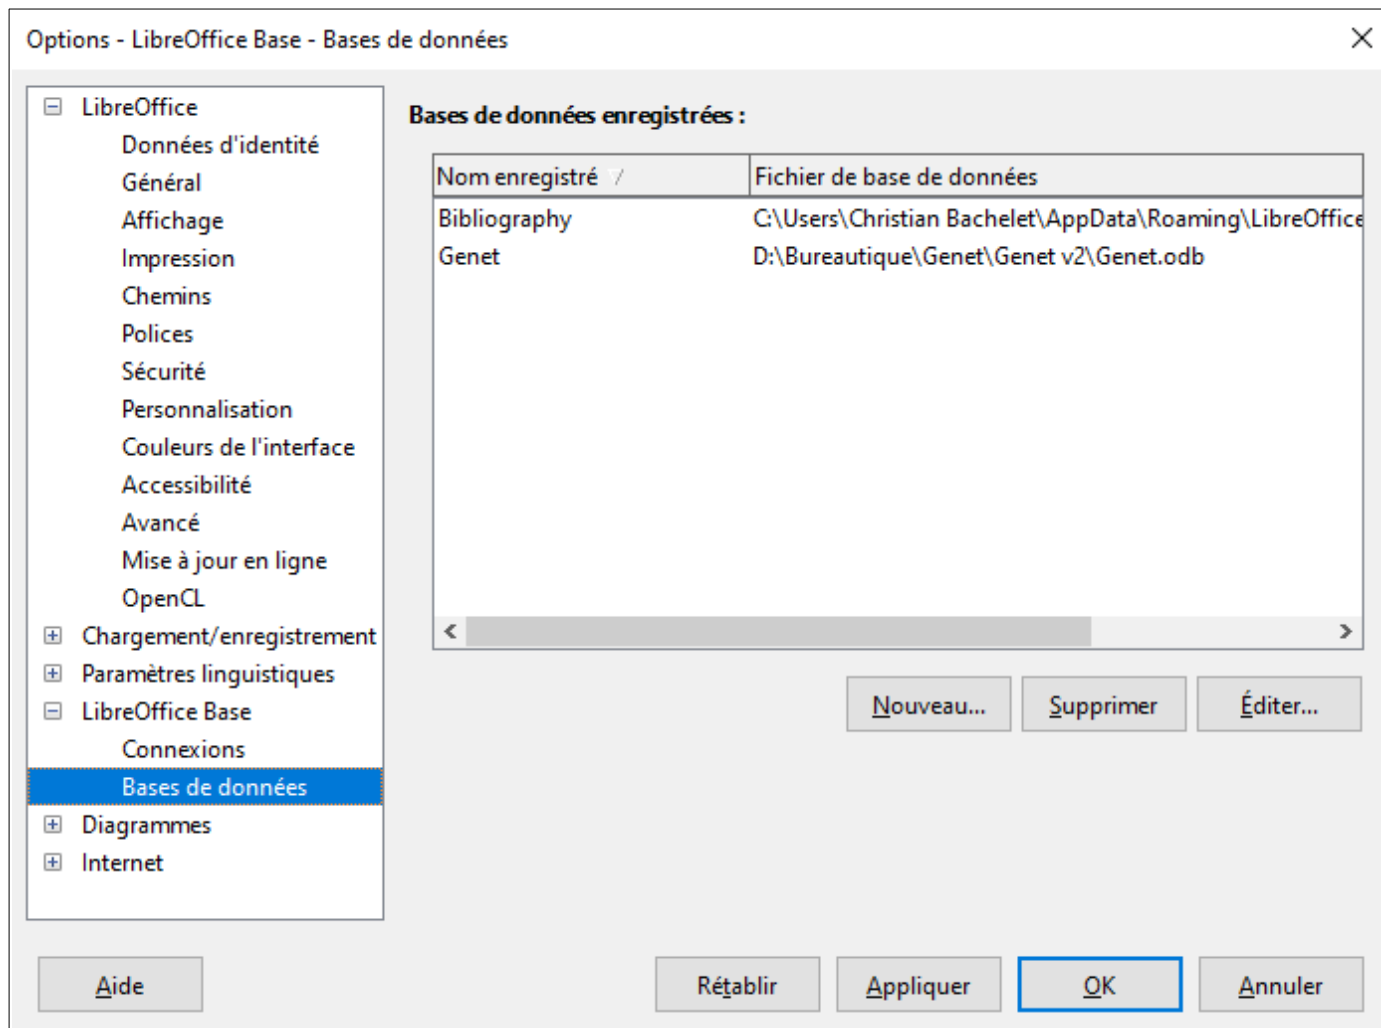 Options - LibreOffice Base - Bases de données
LibreOffice
Données d'identité
Général
Affichage
Impression
Chemins
Polices
Sécurité
Personnalisation
Couleurs de l'interface
Accessibilité
Avancé
Mise à jour en ligne
OpenCL
Chargement/enregistrement
Paramètres linguistiques
LibreOffice Base
Connexions
Bases de données
Diagrammes
Internet
Bases de données enregistrées :
Nom enregistré Fichier de base de données
Bibliography C:\Users\Christian Bachelet\AppData\Roaming\LibreOffice
Genet D:\Bureautique\Genet\Genet v2\Genet.odb
Nouveau... Supprimer Éditer...
Aide Rétablir Appliquer OK Annuler